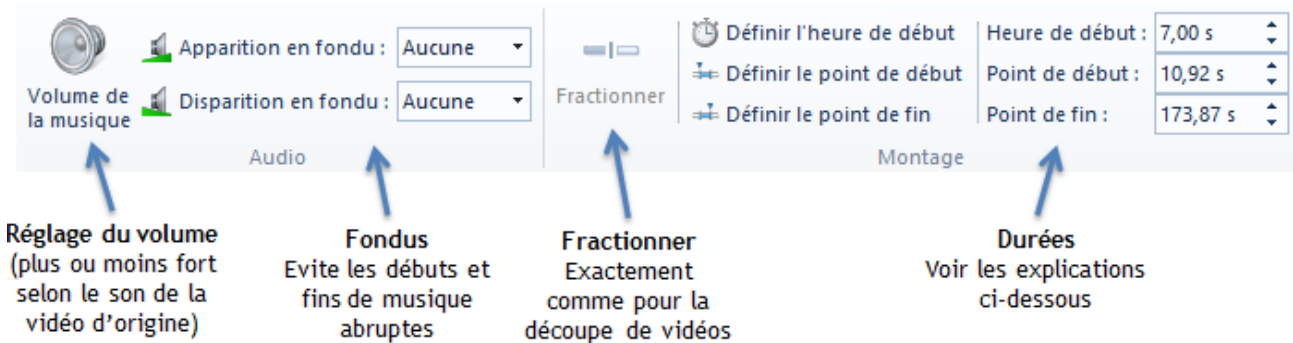 Volume de
la musique
Apparition en fondu : Aucune
Disparition en fondu : Aucune
Audio
Fractionner
Définir l'heure de début
Définir le point de début
Définir le point de fin
Heure de début : 7,00 s
Point de début : 10,92 s
Point de fin : 173,87 s
Montage
Réglage du volume
(plus ou moins fort
selon le son de la
vidéo d'origine)
Fondus
Evite les débuts et
fins de musique
abruptes
Fractionner
Exactement
comme pour la
découpe de vidéos
Durées
Voir les explications
ci-dessous